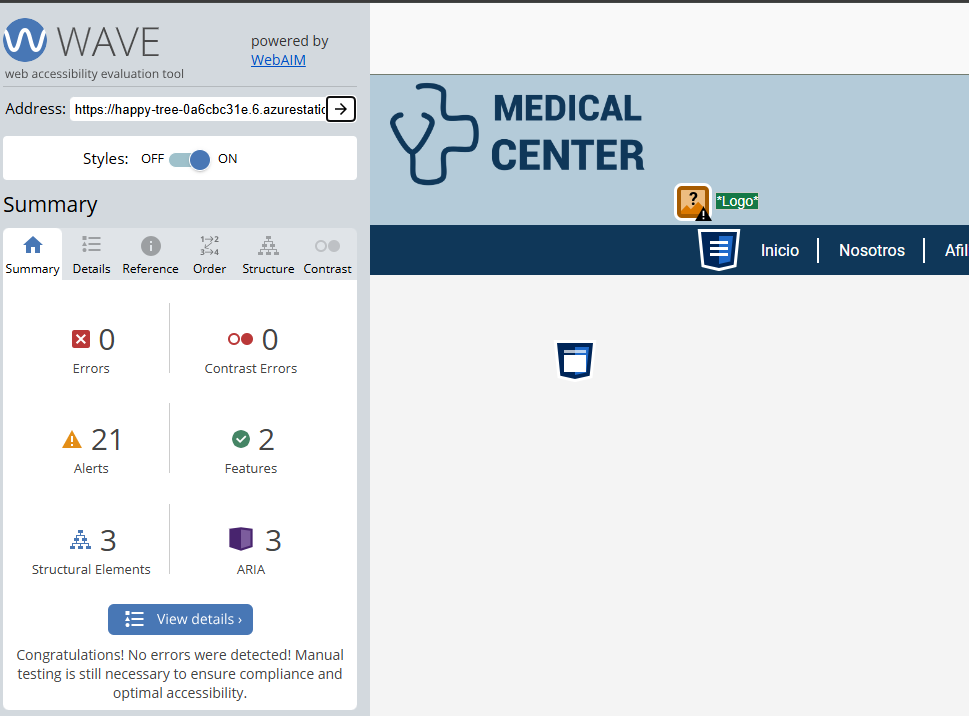 WAVE
powered by
WebAIM
web accessibility evaluation tool
Address: https://happy-tree-0a6cbc31e.6.azurestatic
Styles: OFF ON
Summary
Summary Details Reference Order Structure Contrast
0 0
Errors Contrast Errors
21 2
Alerts Features
3 3
Structural Elements ARIA
View details ›
Congratulations! No errors were detected! Manual
testing is still necessary to ensure compliance and
optimal accessibility.
MEDICAL
CENTER
*Logo*
Inicio Nosotros Afil